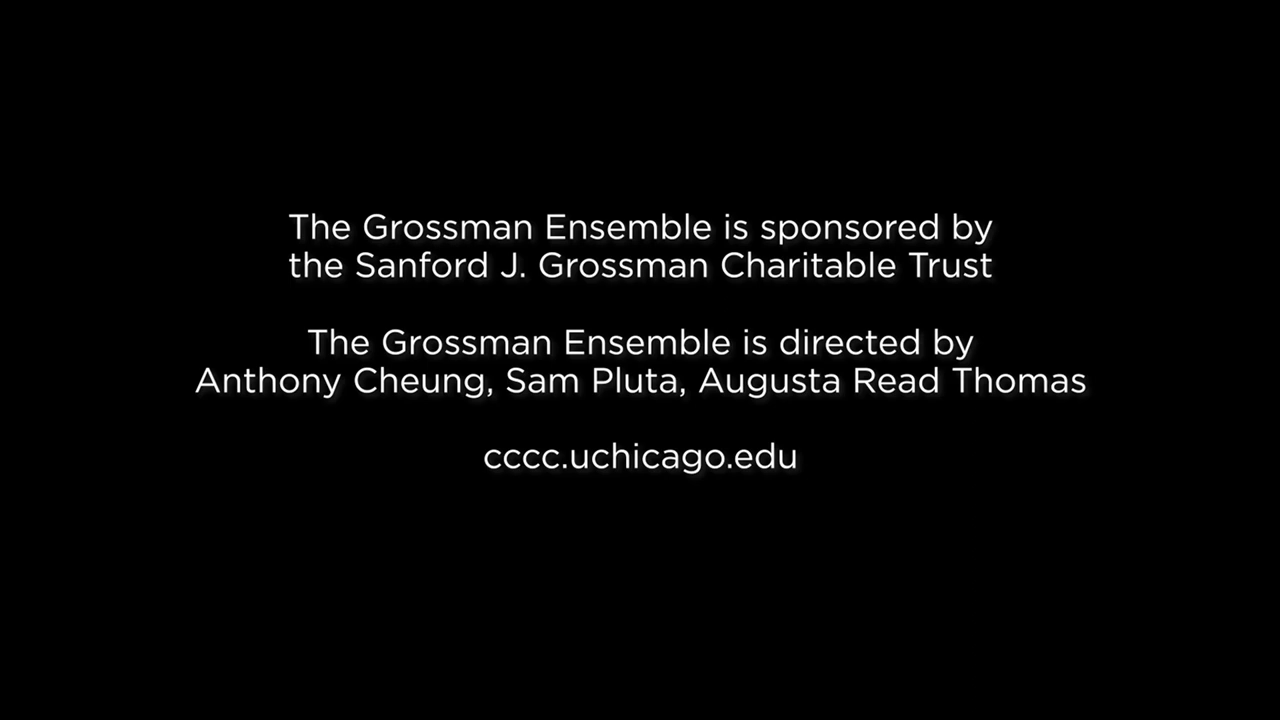 The Grossman Ensemble is sponsored by
the Sanford J. Grossman Charitable Trust
The Grossman Ensemble is directed by
Anthony Cheung, Sam Pluta, Augusta Read Thomas
cccc.uchicago.edu